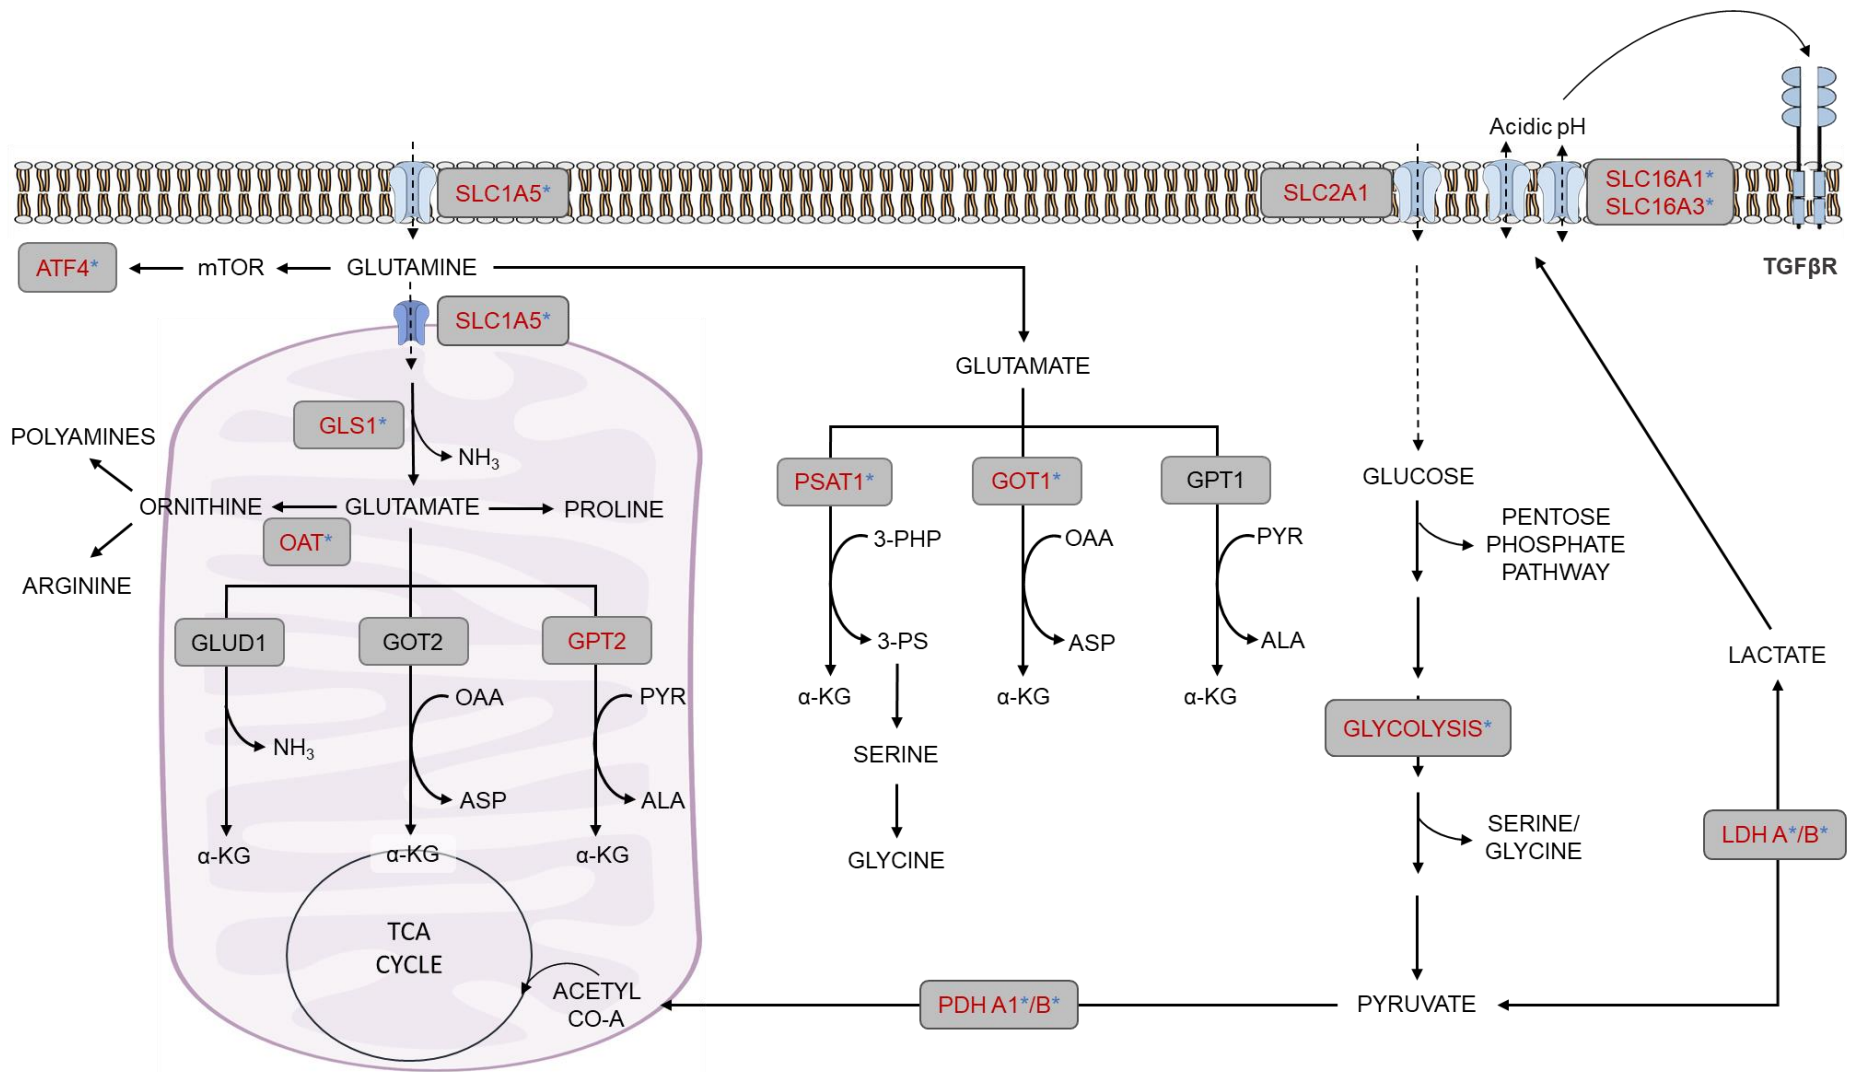 Acidic pH
SLC1A5*
SLC2A1
SLC16A1*
SLC16A3*
TGFβR
ATF4*
mTOR
GLUTAMINE
SLC1A5*
GLUTAMATE
GLS1*
NH3
POLYAMINES
ORNITHINE
GLUTAMATE
PROLINE
OAT*
ARGININE
GLUD1
GOT2
GPT2
OAA
PYR
NH3
ASP
ALA
α-KG
α-KG
α-KG
TCA
CYCLE
ACETYL
CO-A
PSAT1*
GOT1*
GPT1
3-PHP
OAA
PYR
3-PS
ASP
ALA
α-KG
α-KG
α-KG
SERINE
GLYCINE
GLUCOSE
PENTOSE
PHOSPHATE
PATHWAY
GLYCOLYSIS*
SERINE/
GLYCINE
LACTATE
LDH A*/B*
PDH A1*/B*
PYRUVATE